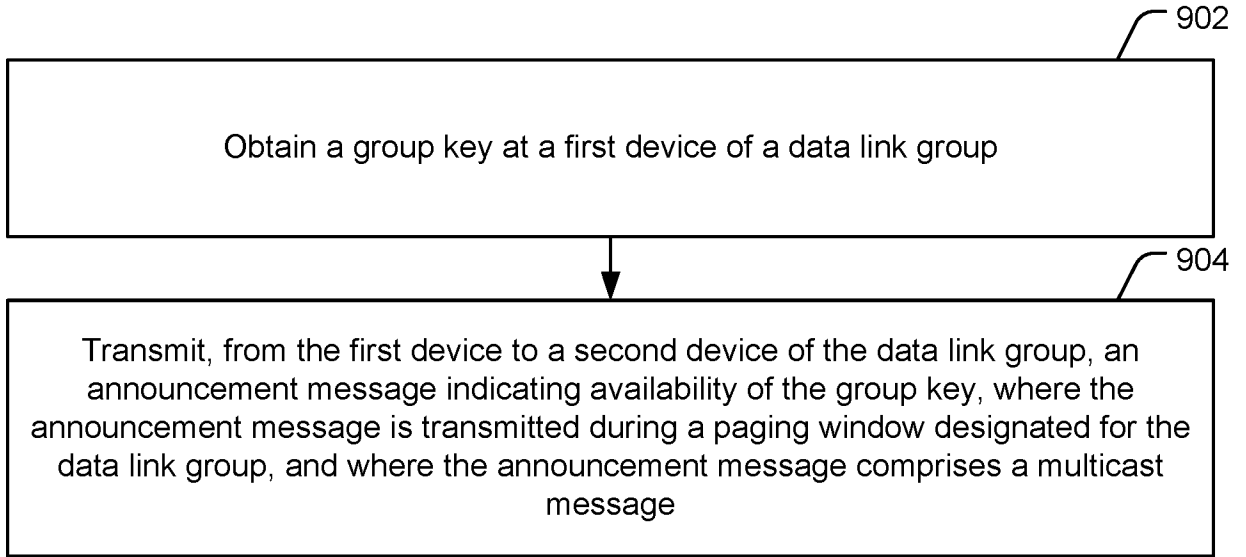 902
Obtain a group key at a first device of a data link group
904
Transmit, from the first device to a second device of the data link group, an
announcement message indicating availability of the group key, where the
announcement message is transmitted during a paging window designated for the
data link group, and where the announcement message comprises a multicast
message